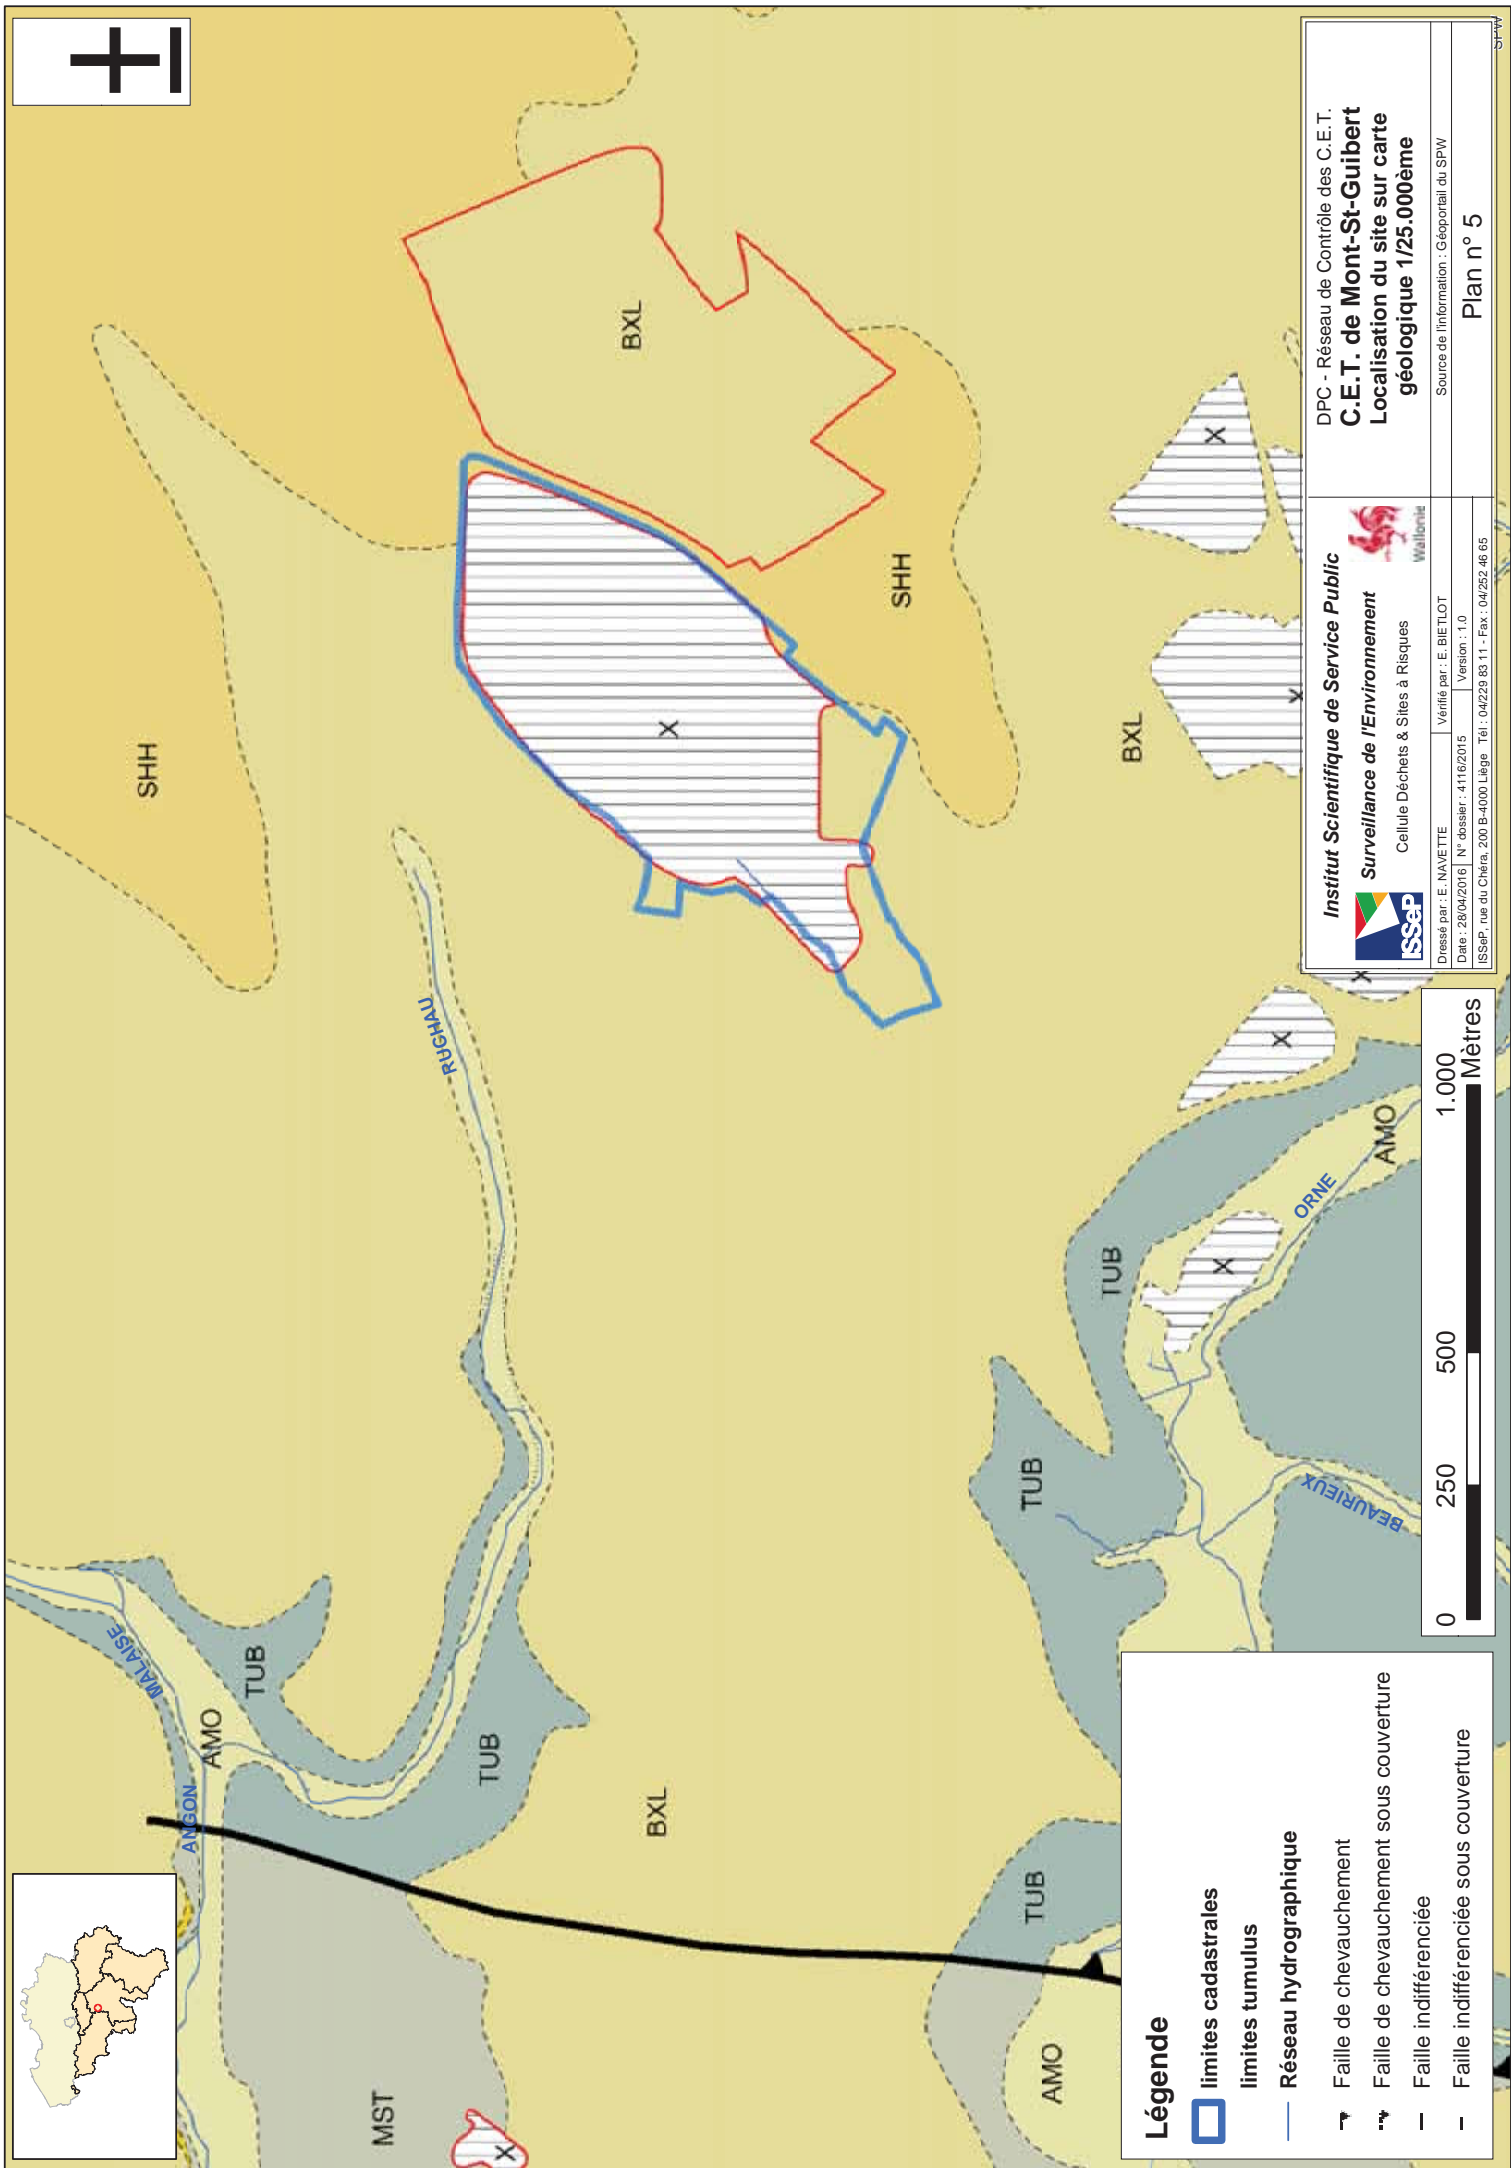 SHH
BXL
X
SHH
BXL
X
X
RUCHAU
X
X
TUB
AMO
ORNE
X
TUB
BEAURIEUX
MALAISE
AMO
TUB
ANGON
TUB
BXL
TUB
MST
X
AMO
Légende
limites cadastrales
limites tumulus
Réseau hydrographique
Faille de chevauchement
Faille de chevauchement sous couverture
Faille indifférenciée
Faille indifférenciée sous couverture
0 250 500 1.000
Mètres
Institut Scientifique de Service Public
Surveillance de l'Environnement
Cellule Déchets & Sites à Risques
ISSeP
Wallonie
DPC - Réseau de Contrôle des C.E.T.
C.E.T. de Mont-St-Guibert
Localisation du site sur carte
géologique 1/25.000ème
Dressé par : E. NAVETTE
Vérifié par : E. BIETLOT
Source de l'information : Géoportail du SPW
Date : 28/04/2016
N° dossier : 4116/2015
Version : 1.0
Plan n° 5
ISSeP, rue du Chéra, 200 B-4000 Liège Tél : 04/229 83 11 - Fax : 04/252 46 65
SPW